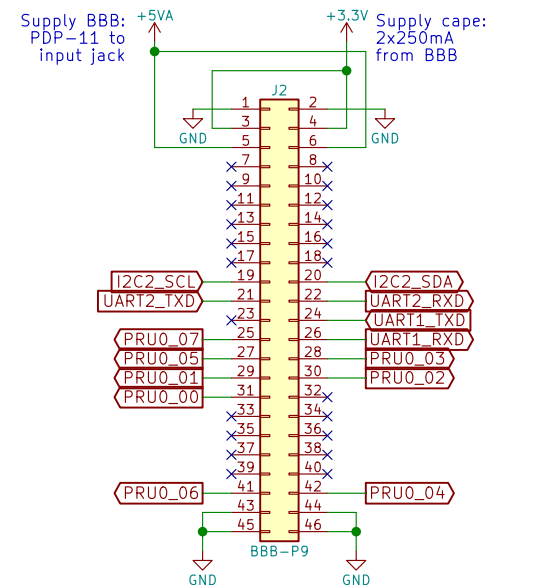 +5VA +3.3V
Supply BBB: Supply cape:
PDP-11 to 2x250mA
input jack from BBB
J2
1 2
GND 3 4 GND
5 6
7 8
9 10
11 12
13 14
15 16
17 18
I2C2_SCL 19 20 I2C2_SDA
UART2_TXD 21 22 UART2_RXD
23 24 UART1_TXD
PRU0_07 25 26 UART1_RXD
PRU0_05 27 28 PRU0_03
PRU0_01 29 30 PRU0_02
PRU0_00 31 32
33 34
35 36
37 38
39 40
PRU0_06 41 42 PRU0_04
43 44
45 46
BBB-P9
GND GND